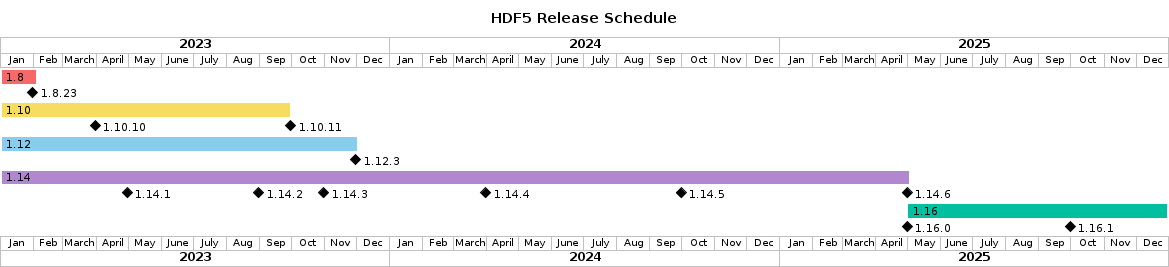 HDF5 Release Schedule
2023 2024 2025
Jan Feb March April May June July Aug Sep Oct Nov Dec Jan Feb March April May June July Aug Sep Oct Nov Dec Jan Feb March April May June July Aug Sep Oct Nov Dec
1.8
1.8.23
1.10
1.10.10 1.10.11
1.12
1.12.3
1.14
1.14.1 1.14.2 1.14.3 1.14.4 1.14.5 1.14.6
1.16
1.16.0 1.16.1
Jan Feb March April May June July Aug Sep Oct Nov Dec Jan Feb March April May June July Aug Sep Oct Nov Dec Jan Feb March April May June July Aug Sep Oct Nov Dec
2023 2024 2025